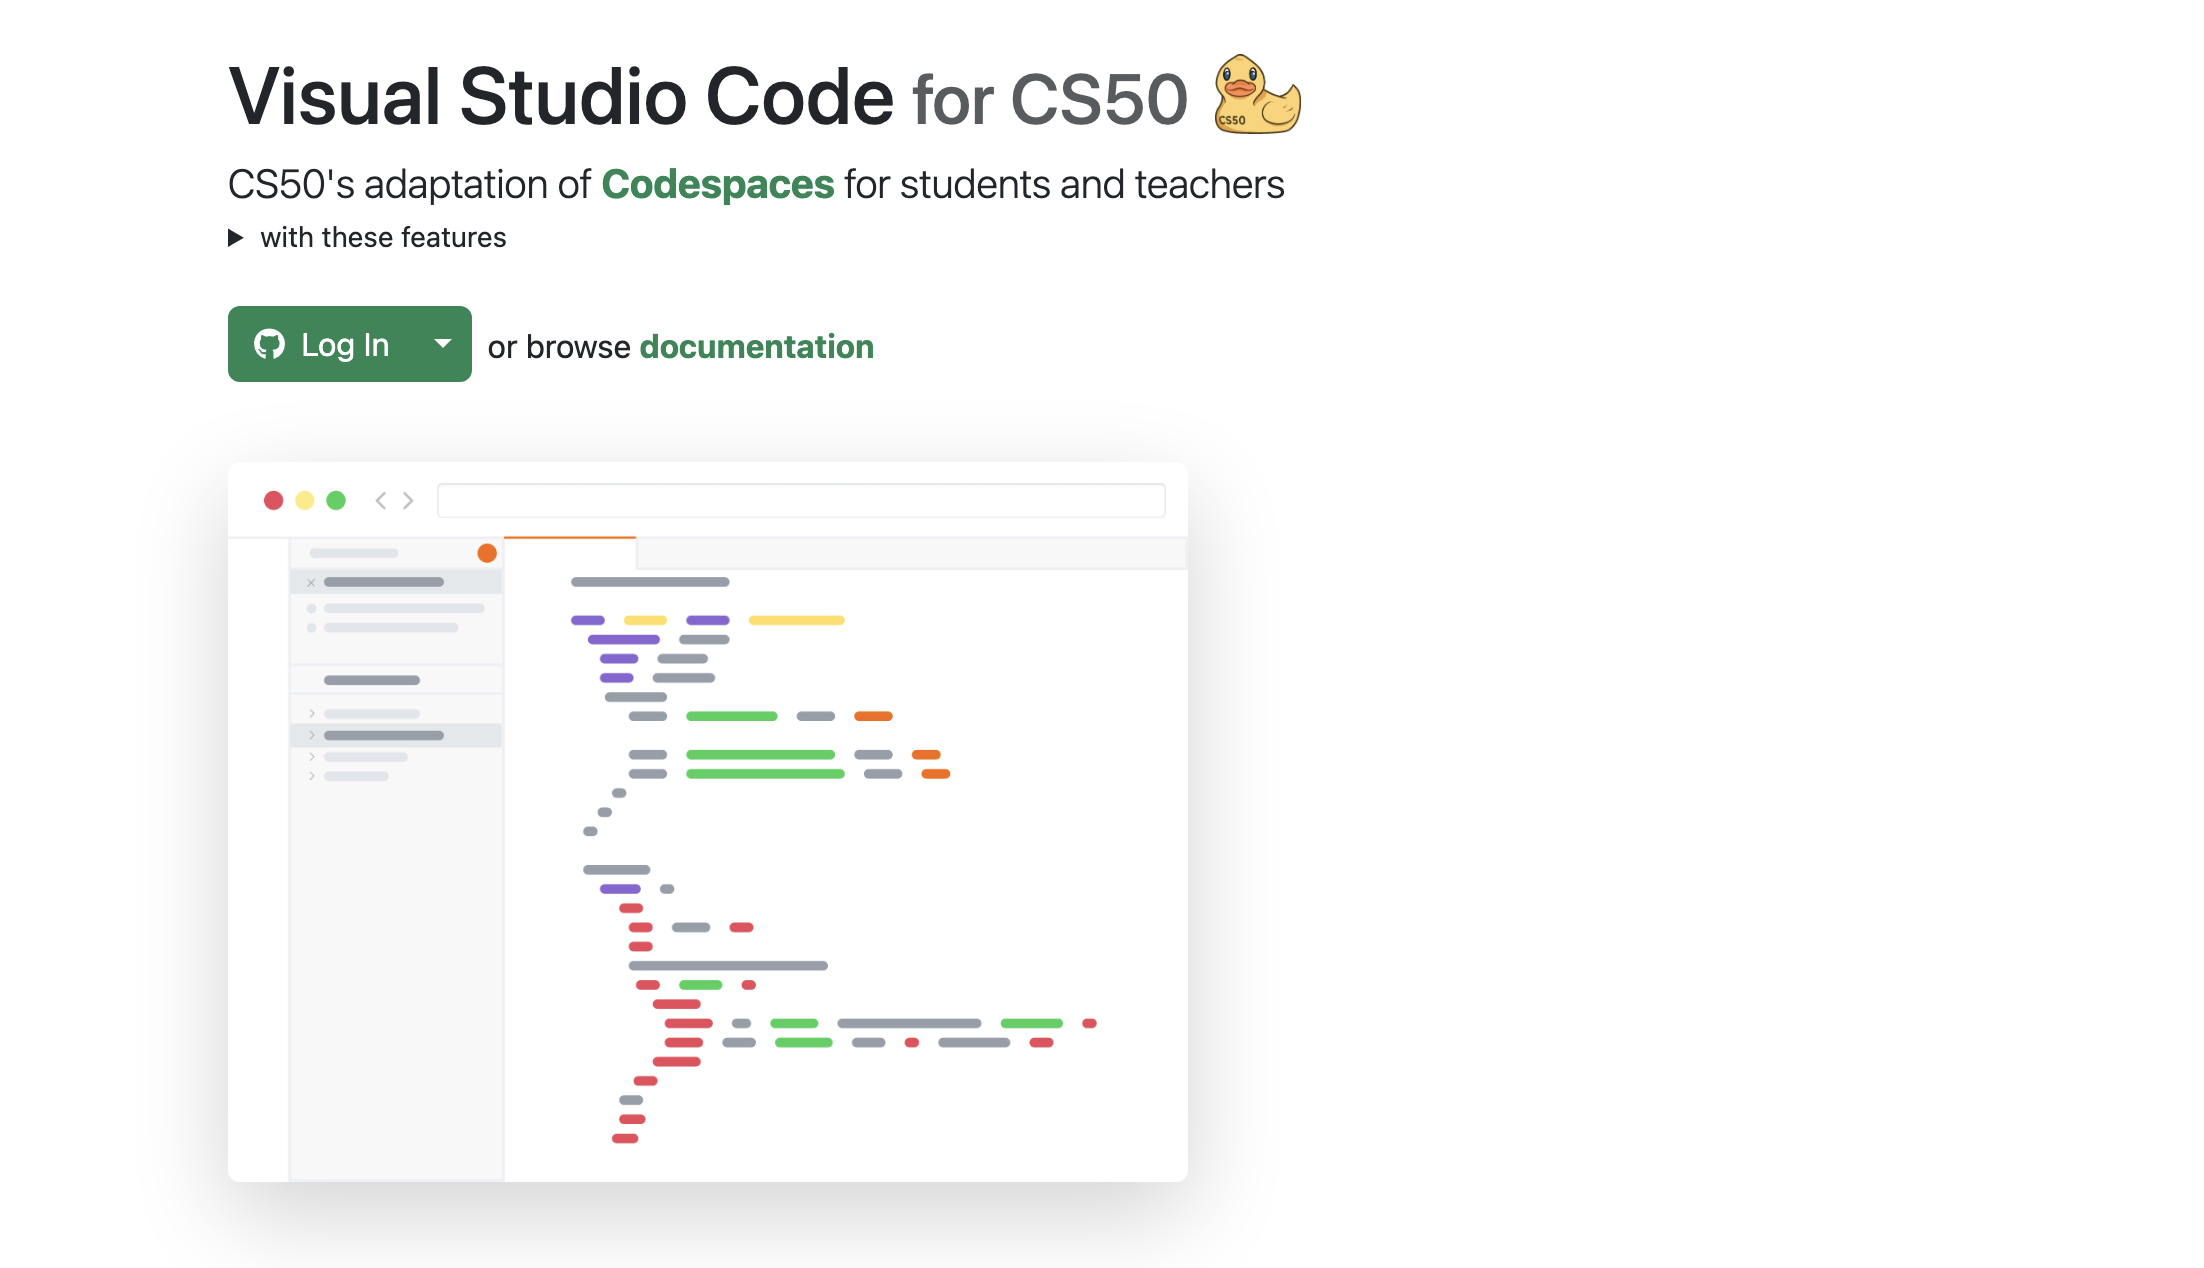 Visual Studio Code for CS50
CS50
CS50's adaptation of Codespaces for students and teachers
with these features
Log In
or browse documentation